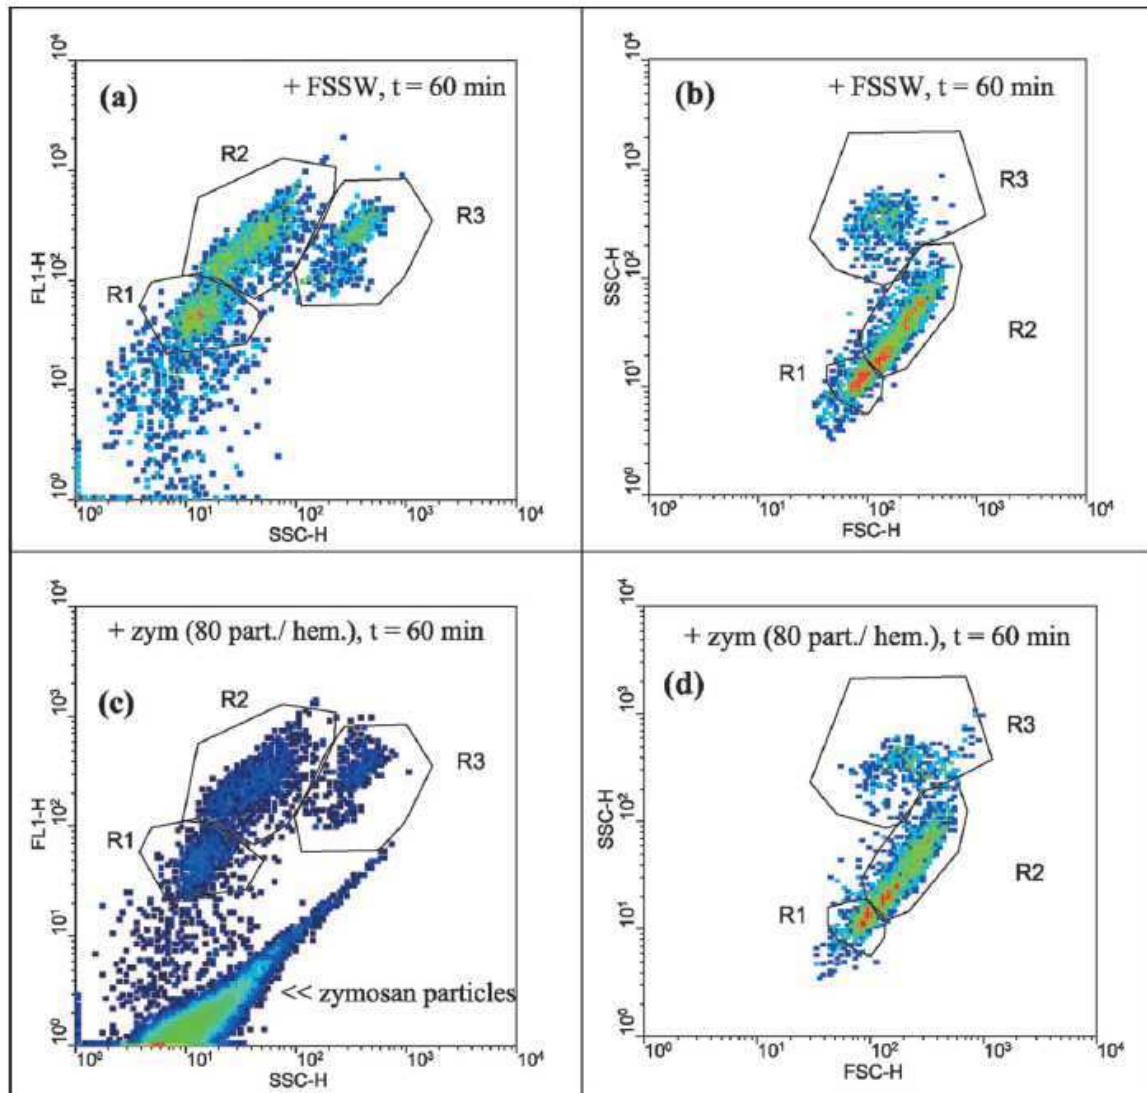 (a)
+ FSSW, t = 60 min
R2
R3
R1
FL1-H
10⁰ 10¹ 10² 10³ 10⁴
10⁰ 10¹ 10² 10³ 10⁴
SSC-H
(b)
+ FSSW, t = 60 min
R3
R2
R1
SSC-H
10⁰ 10¹ 10² 10³ 10⁴
10⁰ 10¹ 10² 10³ 10⁴
FSC-H
+ zym (80 part./ hem.), t = 60 min
(c)
R2
R3
R1
<< zymosan particles
FL1-H
10⁰ 10¹ 10² 10³ 10⁴
10⁰ 10¹ 10² 10³ 10⁴
SSC-H
+ zym (80 part./ hem.), t = 60 min
(d)
R3
R2
R1
SSC-H
10⁰ 10¹ 10² 10³ 10⁴
10⁰ 10¹ 10² 10³ 10⁴
FSC-H